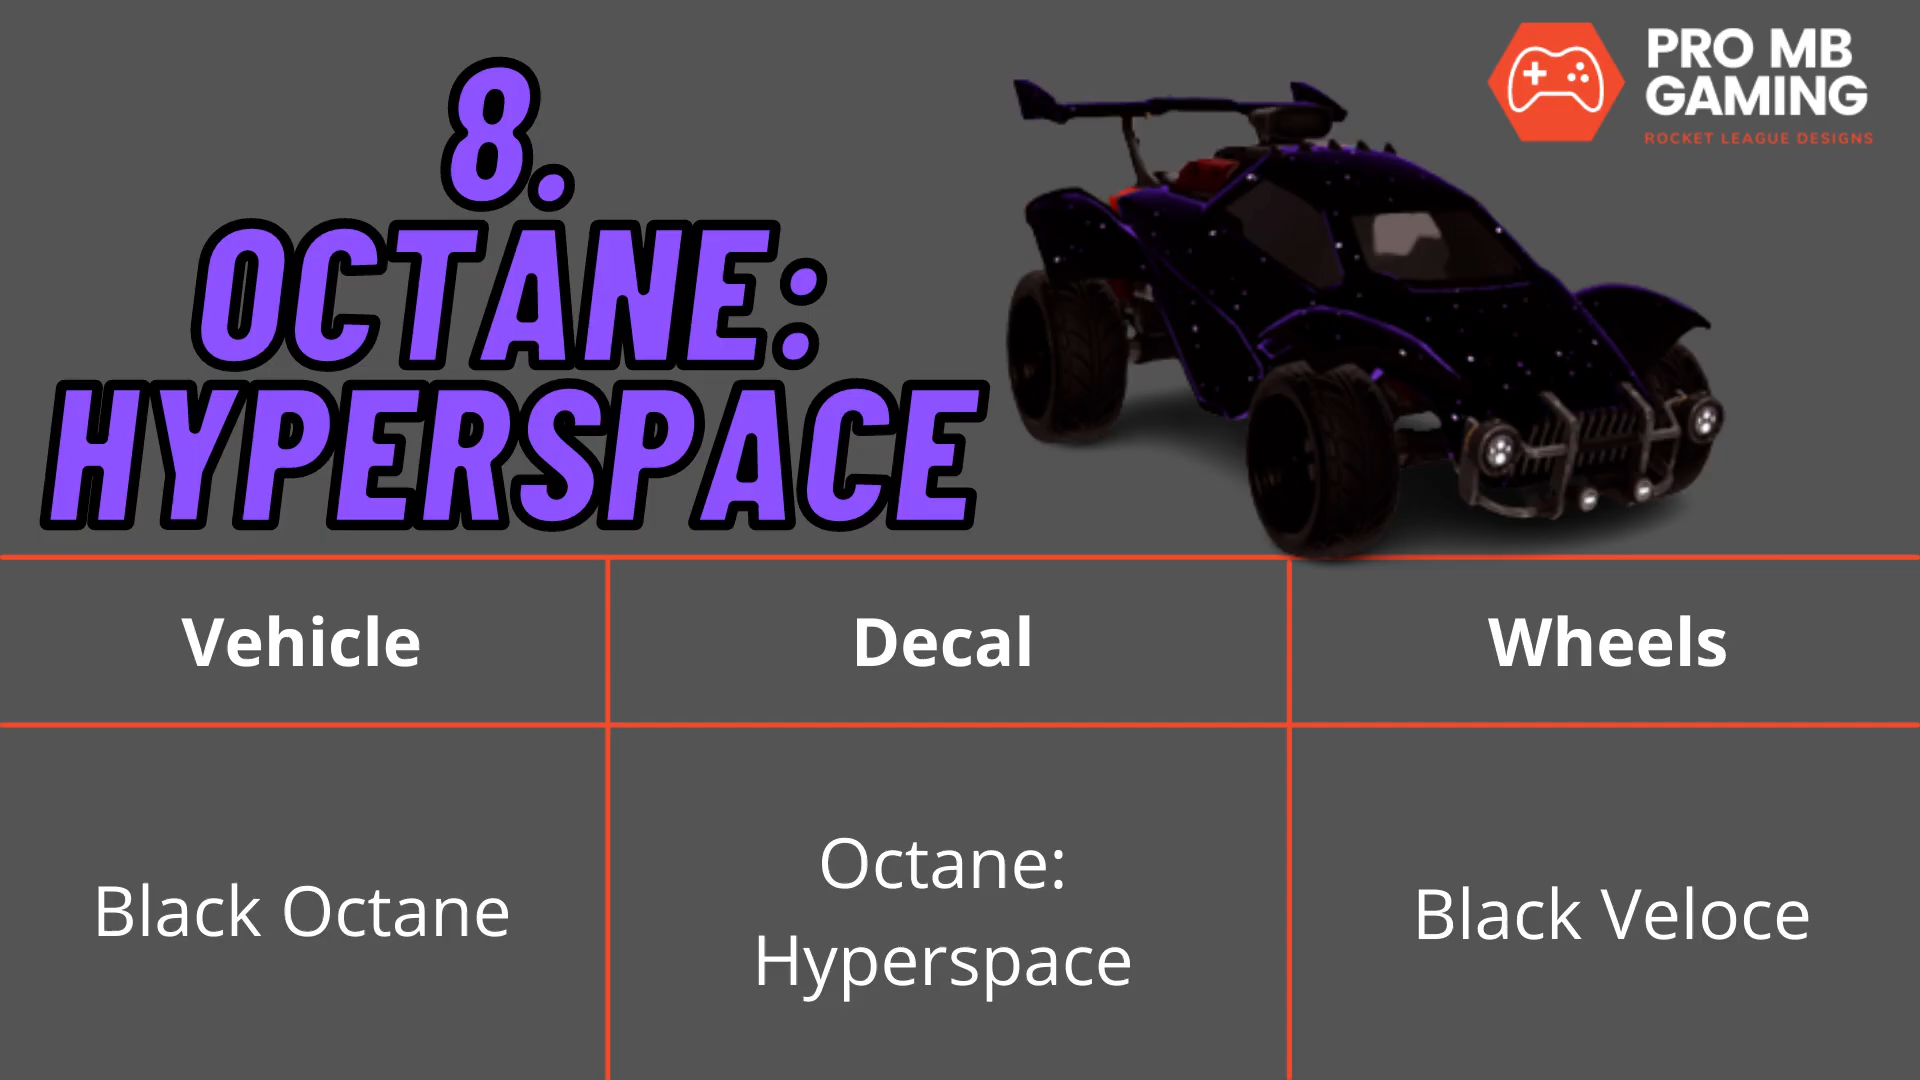 8.
OCTANE:
HYPERSPACE
PRO MB
GAMING
ROCKET LEAGUE DESIGNS
Vehicle
Decal
Wheels
Black Octane
Octane:
Hyperspace
Black Veloce